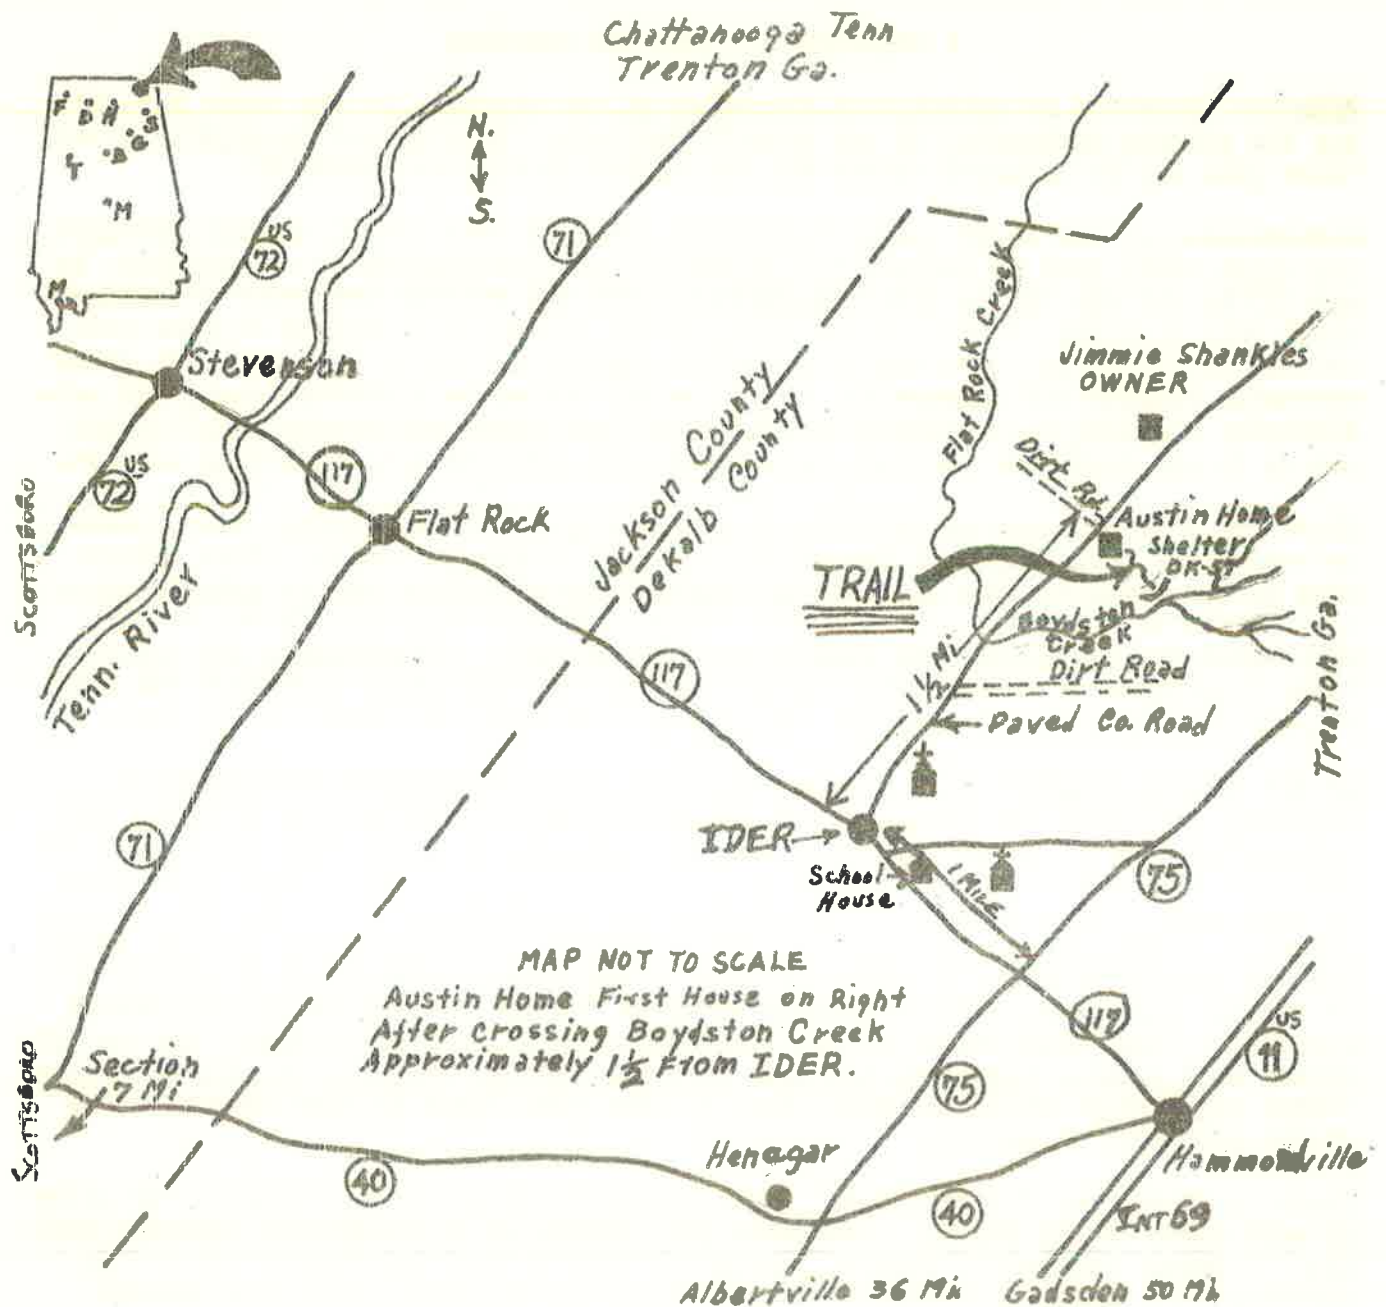 Chattanooga Tenn
Trenton Ga.
N.
S.
D
H
S
G
B
T
M
M
US
72
71
Stevenson
US
72
SCOTTSBORO
117
Flat Rock
Tenn. River
Jackson County
Dekalb County
117
Flat Rock Creek
Jimmie Shankles
OWNER
Dirt Rd.
Austin Home
Shelter
TRAIL
Boydston
Creek
1 1/2 Mi
Dirt Road
Paved Co. Road
Trenton Ga.
71
IDER
School
House
1 MILE
75
MAP NOT TO SCALE
Austin Home First House on Right
After crossing Boydston Creek
Approximately 1 1/2 From IDER.
117
US
11
SCOTTSBORO
Section
7 Mi
75
40
Henagar
Hammondville
40
INT 59
Albertville 36 Mi
Gadsden 50 Mi